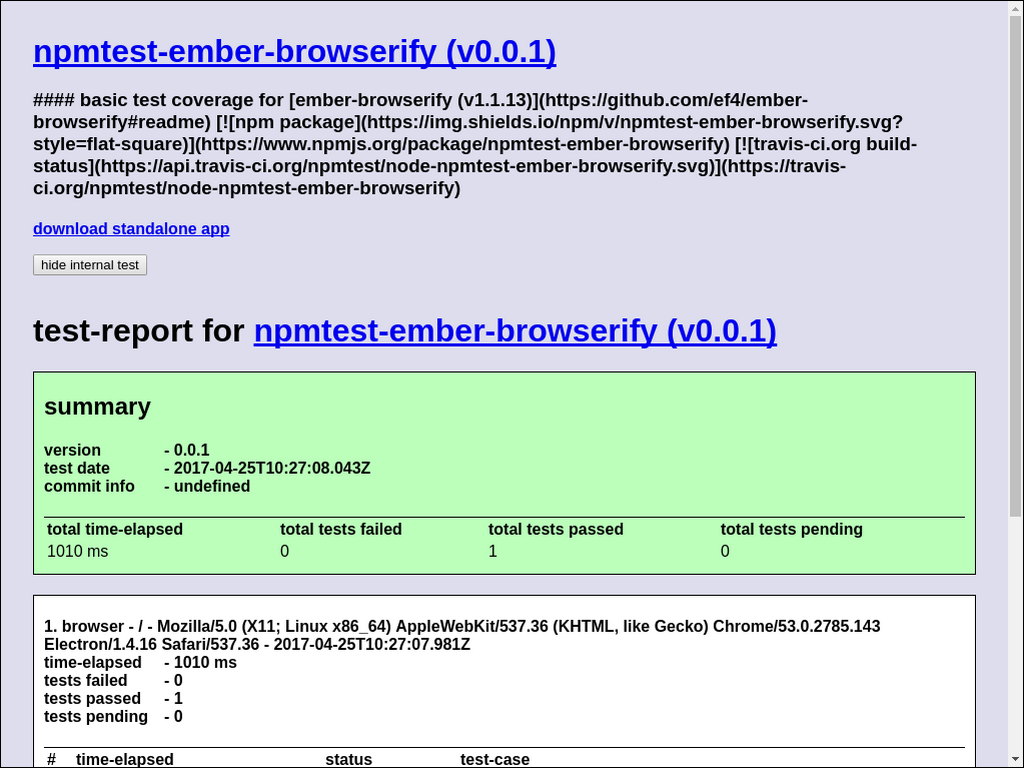 npmtest-ember-browserify (v0.0.1)
#### basic test coverage for [ember-browserify (v1.1.13)](https://github.com/ef4/ember-
browserify#readme) [![npm package](https://img.shields.io/npm/v/npmtest-ember-browserify.svg?
style=flat-square)](https://www.npmjs.org/package/npmtest-ember-browserify) [![travis-ci.org build-
status](https://api.travis-ci.org/npmtest/node-npmtest-ember-browserify.svg)](https://travis-
ci.org/npmtest/node-npmtest-ember-browserify)
download standalone app
hide internal test
test-report for npmtest-ember-browserify (v0.0.1)
summary
version - 0.0.1
test date - 2017-04-25T10:27:08.043Z
commit info - undefined
total time-elapsed total tests failed total tests passed total tests pending
1010 ms 0 1 0
1. browser - / - Mozilla/5.0 (X11; Linux x86_64) AppleWebKit/537.36 (KHTML, like Gecko) Chrome/53.0.2785.143
Electron/1.4.16 Safari/537.36 - 2017-04-25T10:27:07.981Z
time-elapsed - 1010 ms
tests failed - 0
tests passed - 1
tests pending - 0
# time-elapsed status test-case